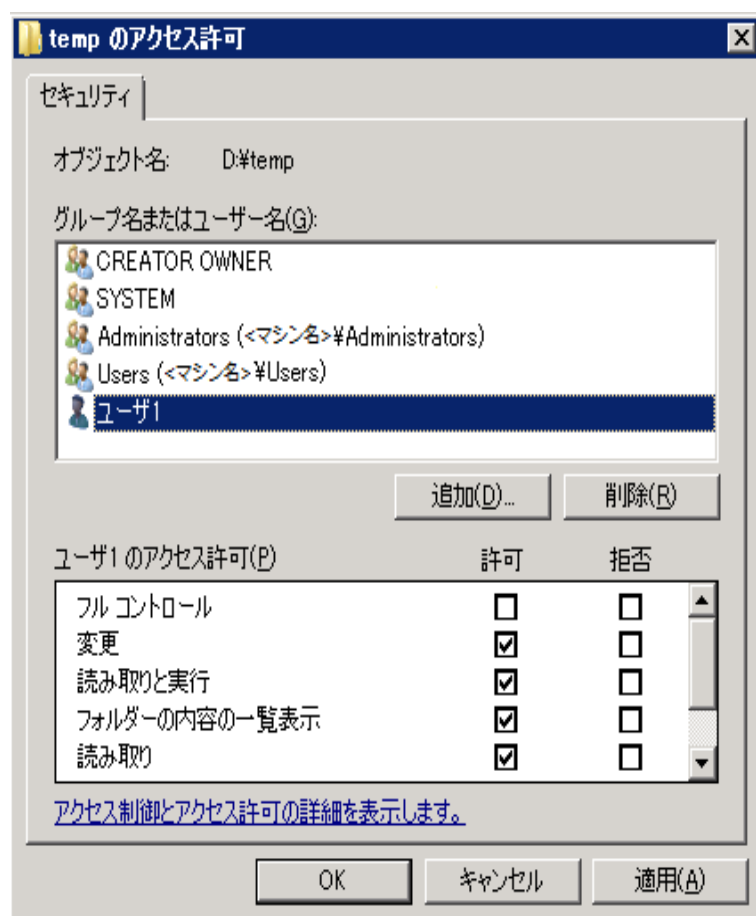 temp のアクセス許可
セキュリティ
オブジェクト名: D:¥temp
グループ名またはユーザー名(G):
CREATOR OWNER
SYSTEM
Administrators (<マシン名>¥Administrators)
Users (<マシン名>¥Users)
ユーザ1
追加(D)... 削除(R)
ユーザ1 のアクセス許可(P) 許可 拒否
フル コントロール
変更
読み取りと実行
フォルダーの内容の一覧表示
読み取り
アクセス制御とアクセス許可の詳細を表示します。
OK キャンセル 適用(A)